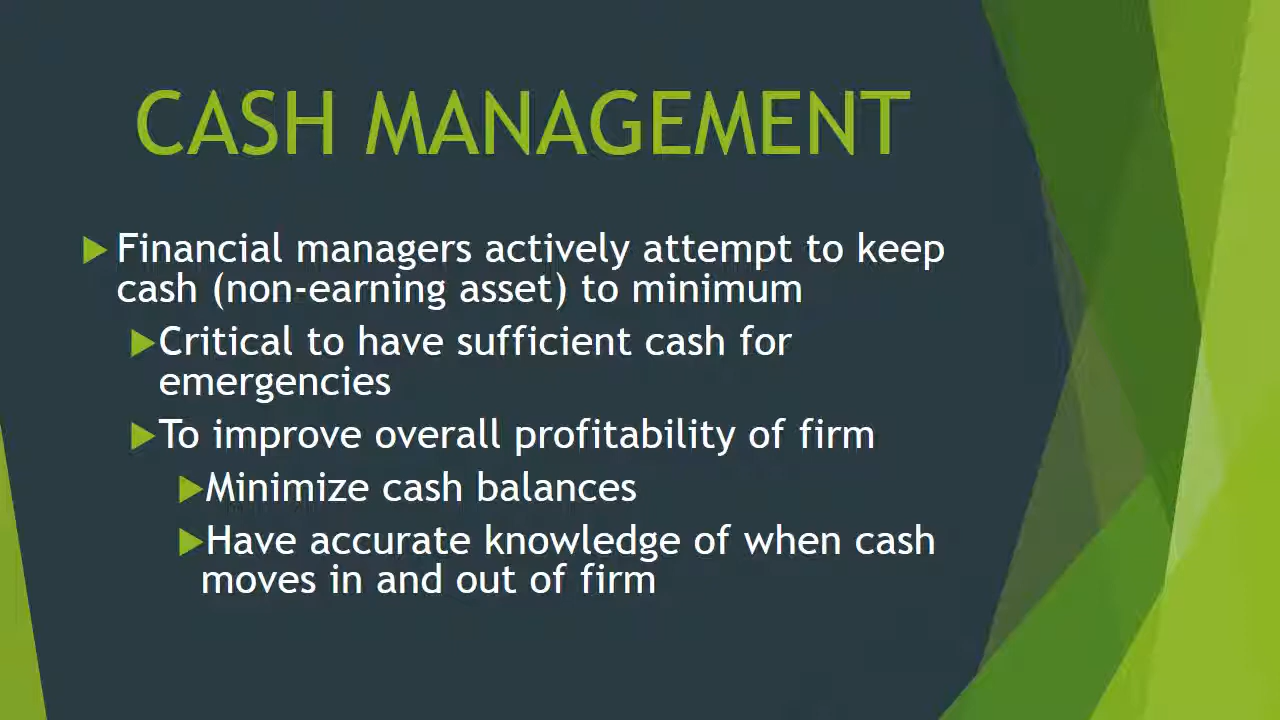 CASH MANAGEMENT
Financial managers actively attempt to keep
cash (non-earning asset) to minimum
Critical to have sufficient cash for
emergencies
To improve overall profitability of firm
Minimize cash balances
Have accurate knowledge of when cash
moves in and out of firm